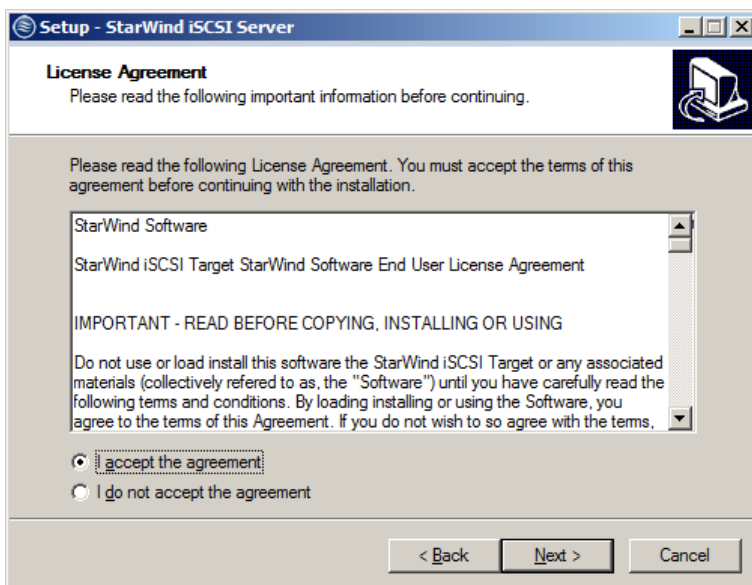 Setup - StarWind iSCSI Server
License Agreement
Please read the following important information before continuing.
Please read the following License Agreement. You must accept the terms of this
agreement before continuing with the installation.
StarWind Software
StarWind iSCSI Target StarWind Software End User License Agreement
IMPORTANT - READ BEFORE COPYING, INSTALLING OR USING
Do not use or load install this software the StarWind iSCSI Target or any associated
materials (collectively refered to as, the "Software") until you have carefully read the
following terms and conditions. By loading installing or using the Software, you
agree to the terms of this Agreement. If you do not wish to so agree with the terms,
I accept the agreement
I do not accept the agreement
< Back
Next >
Cancel